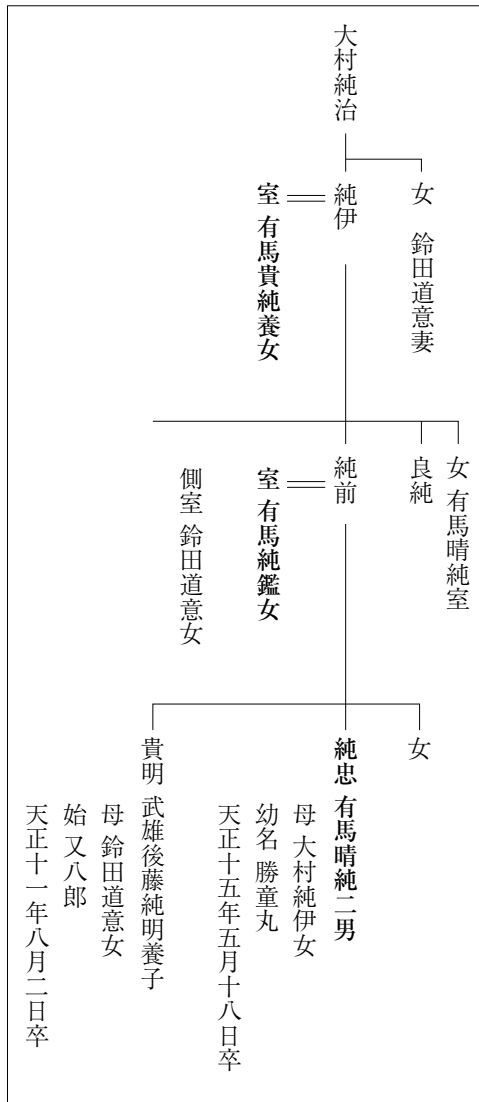 大村純治
女 鈴田道意妻
純伊
室 有馬貴純養女
女 有馬晴純室
良純
純前
室 有馬純鑑女
側室 鈴田道意女
女
純忠 有馬晴純二男
母 大村純伊女
幼名 勝童丸
天正十五年五月十八日卒
貴明 武雄後藤純明養子
母 鈴田道意女
始 又八郎
天正十一年八月二日卒